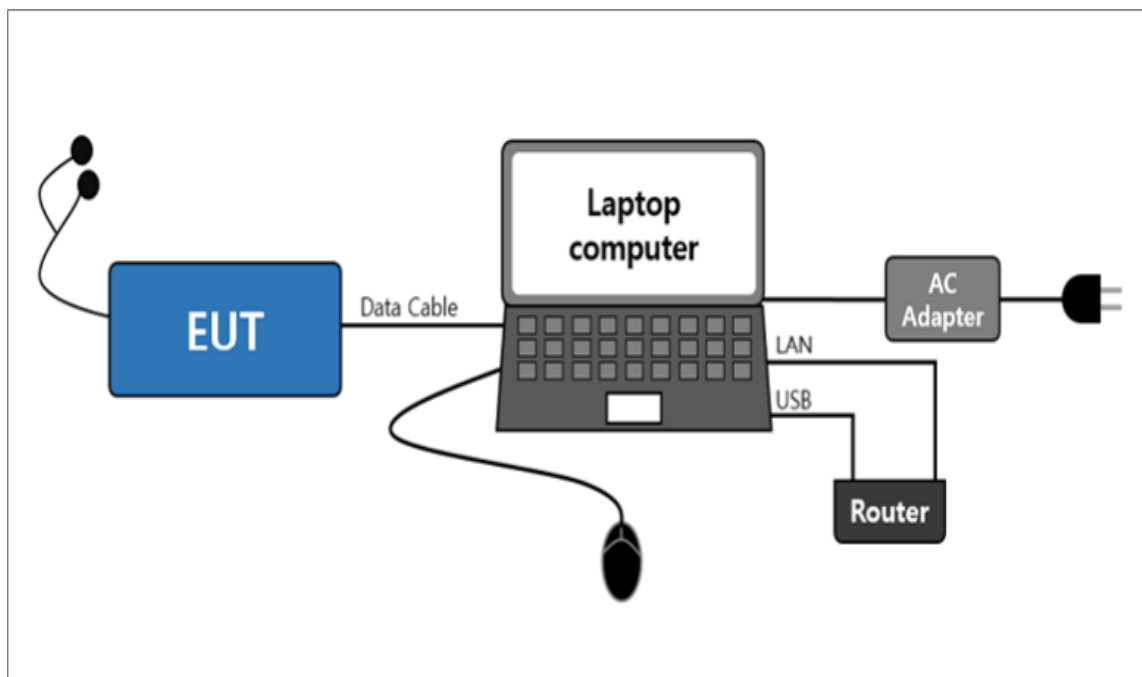 Laptop
computer
EUT
Data Cable
AC
Adapter
LAN
USB
Router